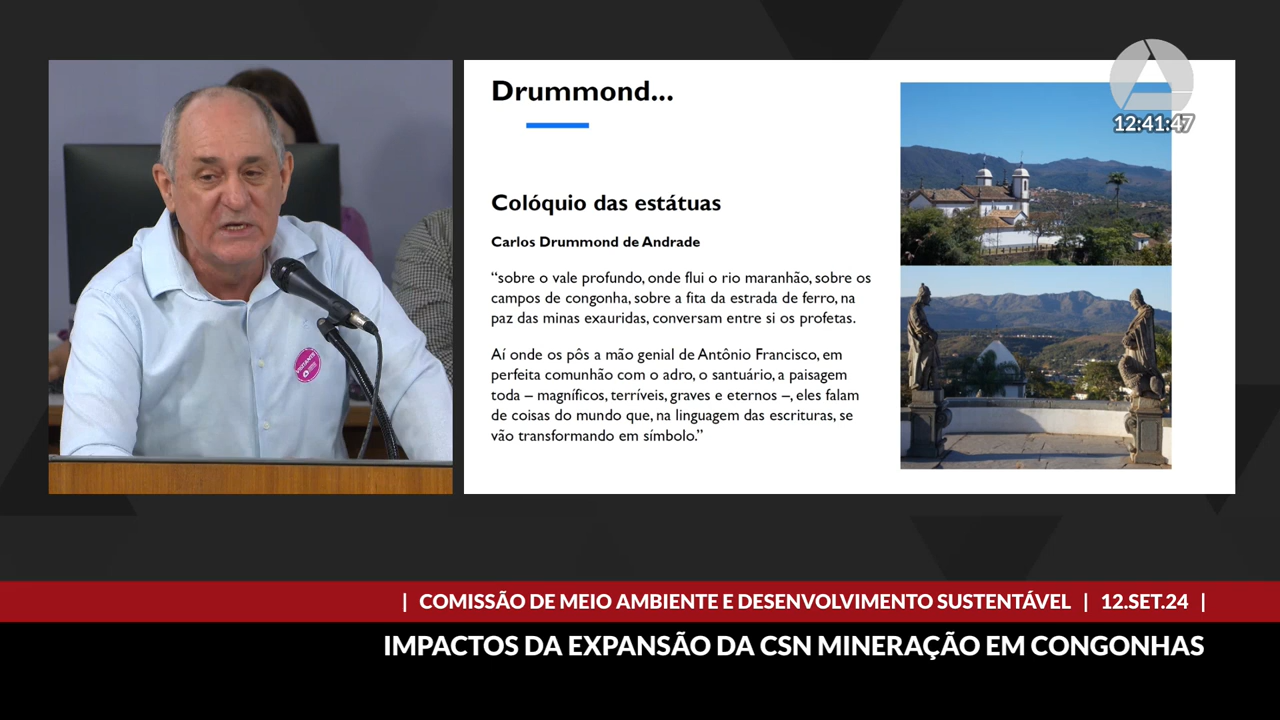 12:41:47
VISITANTE
Drummond...
Colóquio das estátuas
Carlos Drummond de Andrade
“sobre o vale profundo, onde flui o rio maranhão, sobre os
campos de congonha, sobre a fita da estrada de ferro, na
paz das minas exauridas, conversam entre si os profetas.
Aí onde os pôs a mão genial de Antônio Francisco, em
perfeita comunhão com o adro, o santuário, a paisagem
toda – magníficos, terríveis, graves e eternos –, eles falam
de coisas do mundo que, na linguagem das escrituras, se
vão transformando em símbolo.”
| COMISSÃO DE MEIO AMBIENTE E DESENVOLVIMENTO SUSTENTÁVEL | 12.SET.24 |
IMPACTOS DA EXPANSÃO DA CSN MINERAÇÃO EM CONGONHAS